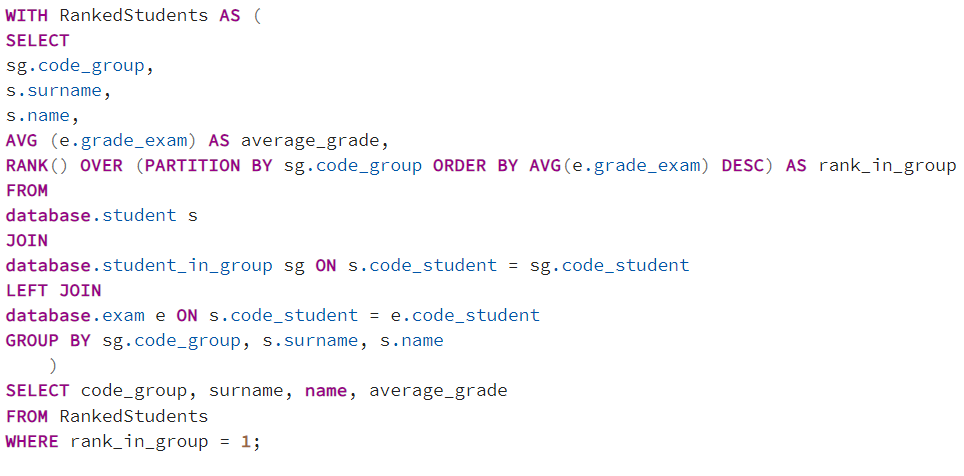 WITH RankedStudents AS (
SELECT
sg.code_group,
s.surname,
s.name,
AVG (e.grade_exam) AS average_grade,
RANK() OVER (PARTITION BY sg.code_group ORDER BY AVG(e.grade_exam) DESC) AS rank_in_group
FROM
database.student s
JOIN
database.student_in_group sg ON s.code_student = sg.code_student
LEFT JOIN
database.exam e ON s.code_student = e.code_student
GROUP BY sg.code_group, s.surname, s.name
)
SELECT code_group, surname, name, average_grade
FROM RankedStudents
WHERE rank_in_group = 1;